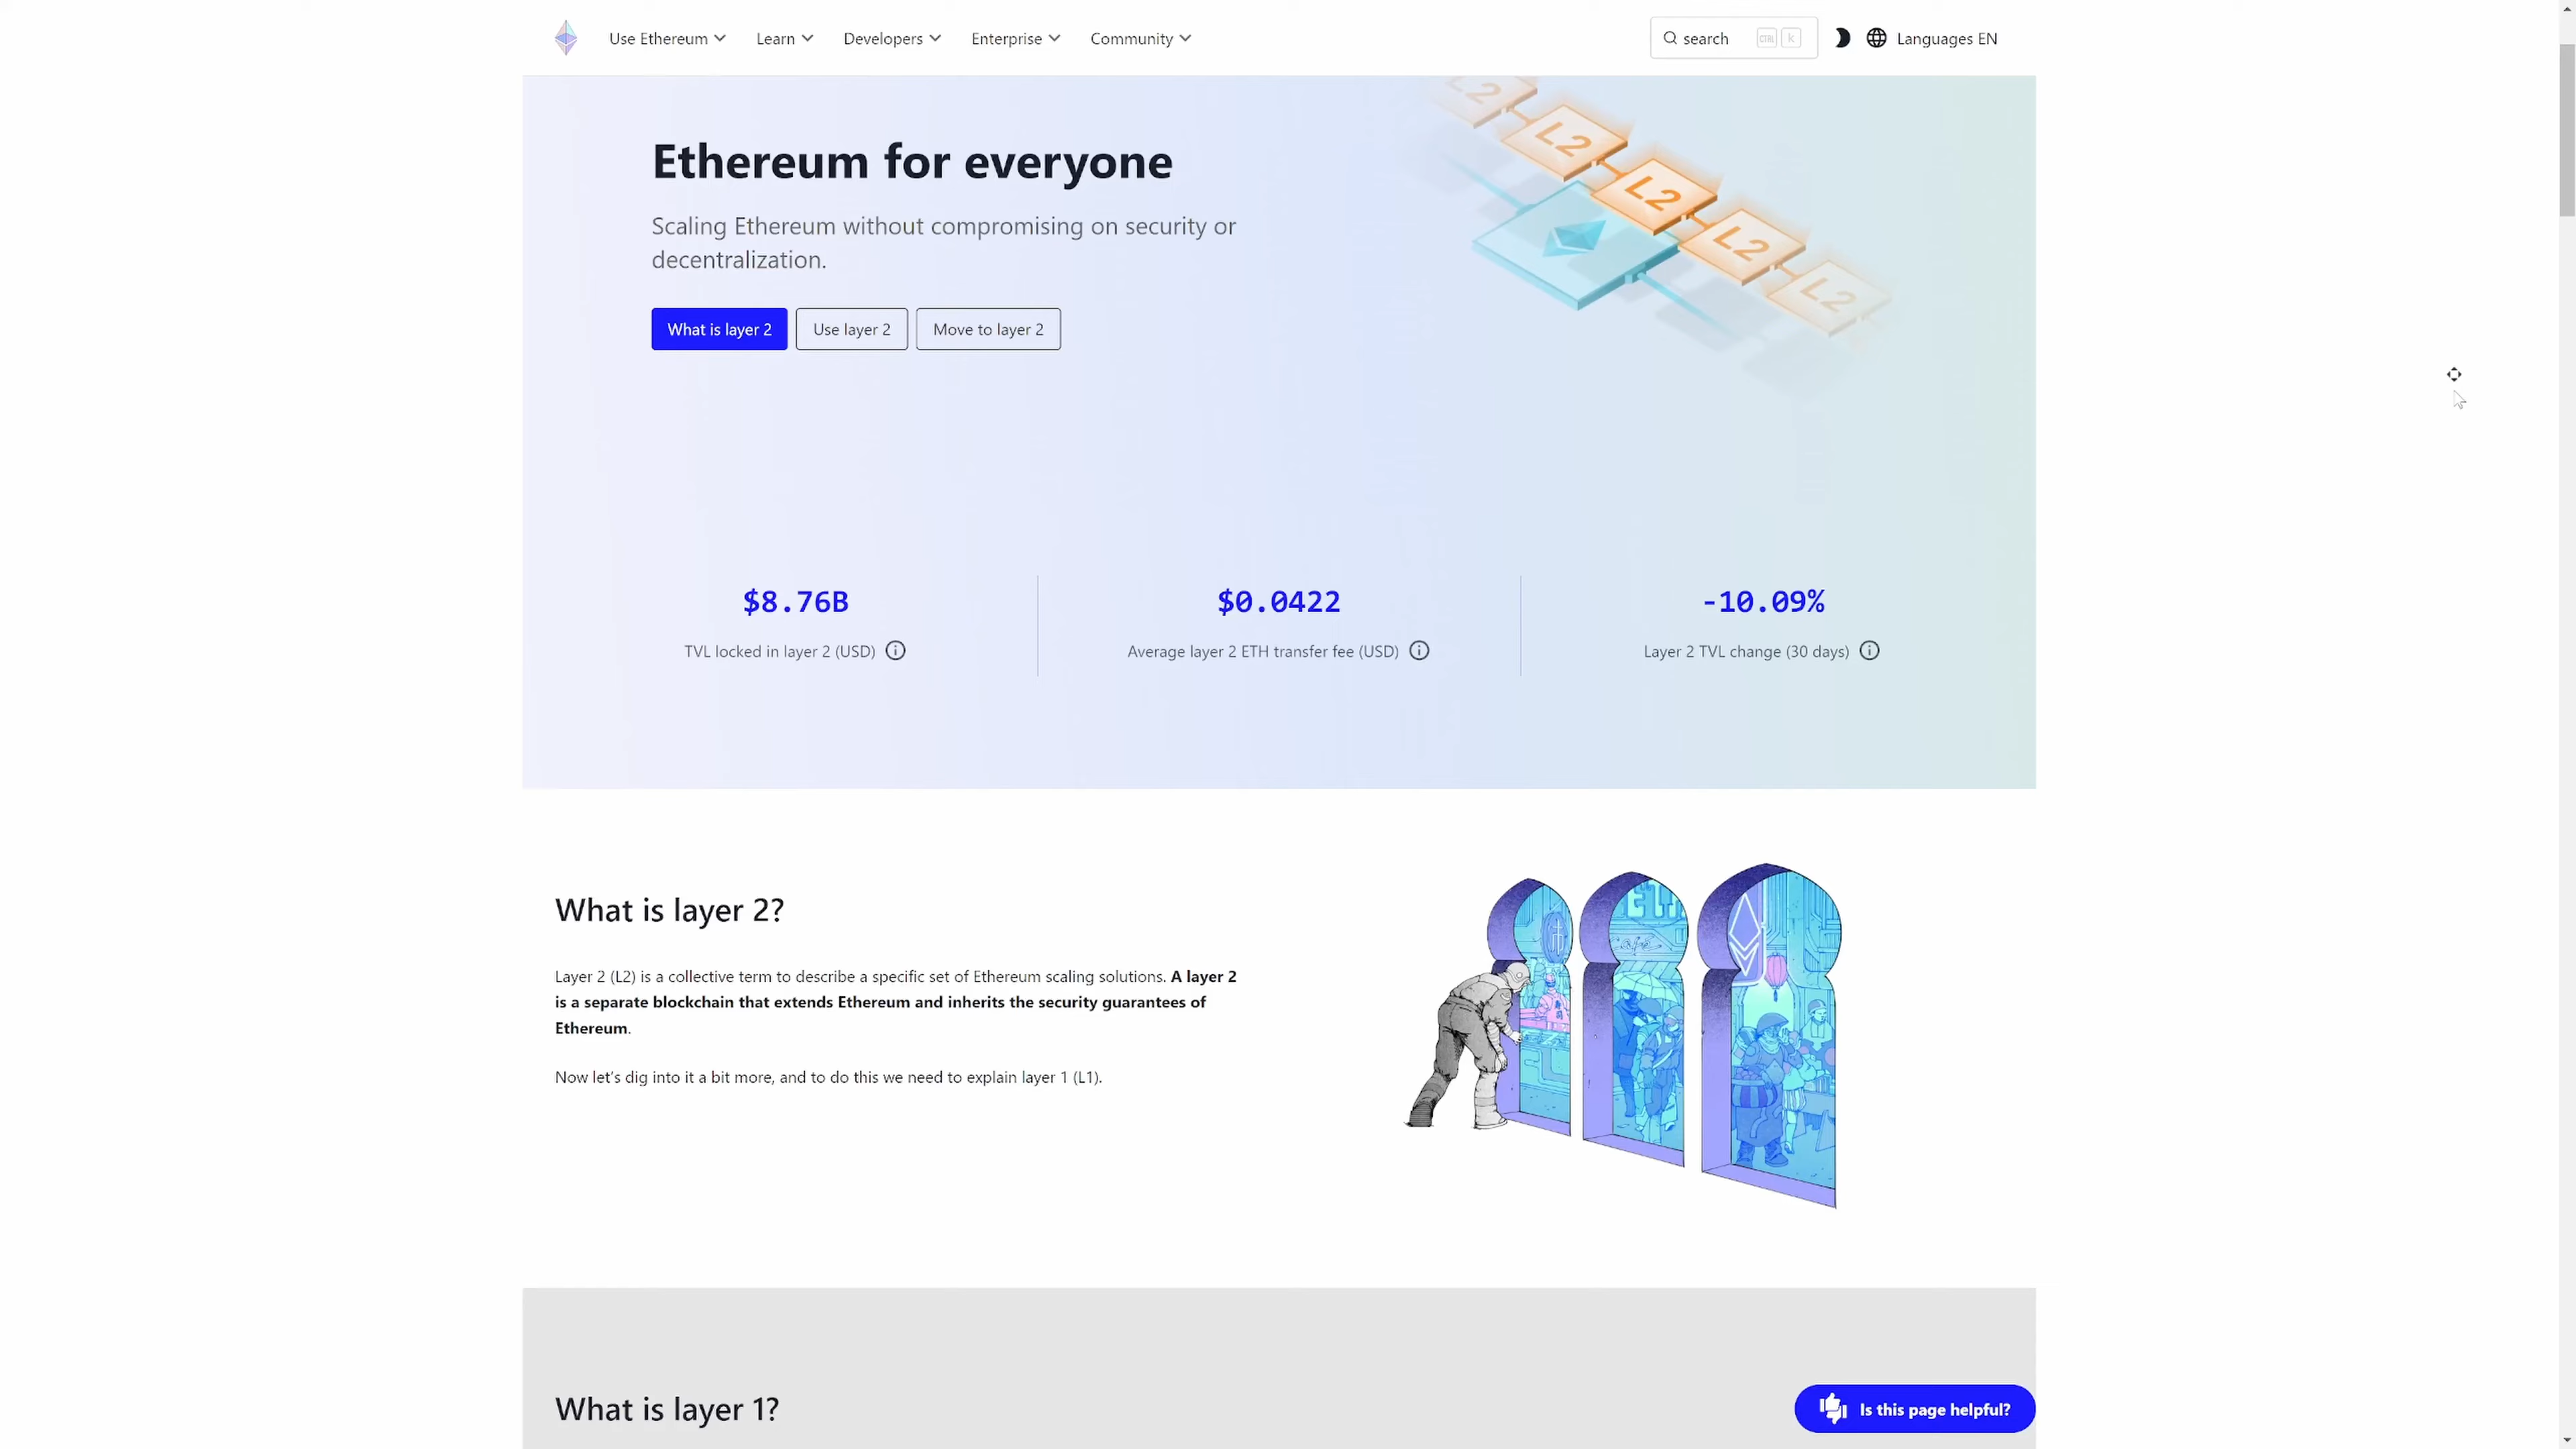 Use Ethereum Learn Developers Enterprise Community search CTRL k Languages EN
L2
L2
L2
L2
L2
Ethereum for everyone
Scaling Ethereum without compromising on security or
decentralization.
What is layer 2 Use layer 2 Move to layer 2
$8.76B $0.0422 -10.09%
TVL locked in layer 2 (USD) Average layer 2 ETH transfer fee (USD) Layer 2 TVL change (30 days)
What is layer 2?
Layer 2 (L2) is a collective term to describe a specific set of Ethereum scaling solutions. A layer 2
is a separate blockchain that extends Ethereum and inherits the security guarantees of
Ethereum.
Now let's dig into it a bit more, and to do this we need to explain layer 1 (L1).
What is layer 1?
Is this page helpful?